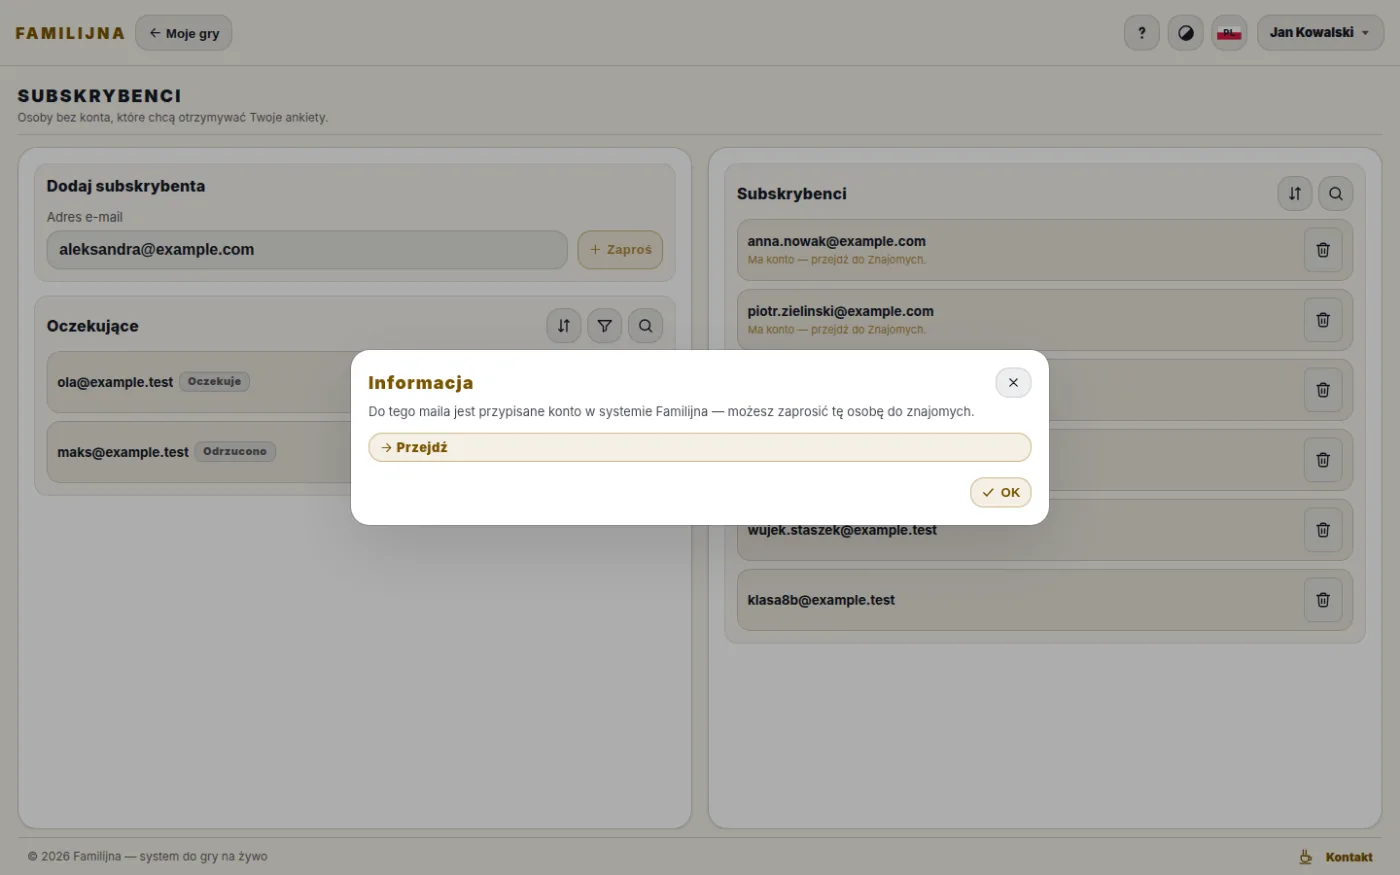 FAMILIJNA
Moje gry
?
PL
Jan Kowalski
SUBSKRYBENCI
Osoby bez konta, które chcą otrzymywać Twoje ankiety.
Dodaj subskrybenta
Adres e-mail
aleksandra@example.com
+ Zaproś
Oczekujące
ola@example.test Oczekuje
maks@example.test Odrzucono
Subskrybenci
anna.nowak@example.com
Ma konto — przejdź do Znajomych.
piotr.zielinski@example.com
Ma konto — przejdź do Znajomych.
wujek.staszek@example.test
klasa8b@example.test
Informacja
Do tego maila jest przypisane konto w systemie Familijna — możesz zaprosić tę osobę do znajomych.
→ Przejdź
OK
© 2026 Familijna — system do gry na żywo
Kontakt